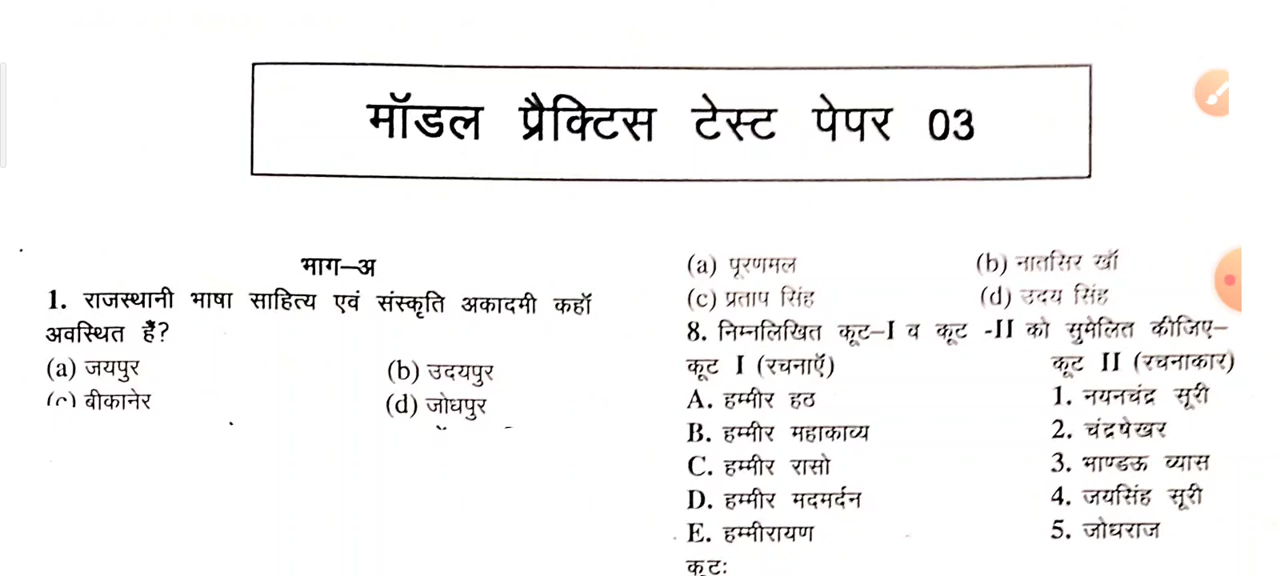 मॉडल प्रैक्टिस टेस्ट पेपर 03
भाग–अ
1. राजस्थानी भाषा साहित्य एवं संस्कृति अकादमी कहॉ
अवस्थित हैं?
(a) जयपुर (b) उदयपुर
(c) बीकानेर (d) जोधपुर
(a) पूरणमल (b) नातसिर खॉं
(c) प्रताप सिंह (d) उदय सिंह
8. निम्नलिखित कूट–I व कूट -II को सुमेलित कीजिए–
कूट I (रचनाऍ) कूट II (रचनाकार)
A. हम्मीर हठ 1. नयनचंद्र सूरी
B. हम्मीर महाकाव्य 2. चंद्रषेखर
C. हम्मीर रासो 3. भाण्डऊ व्यास
D. हम्मीर मदमर्दन 4. जयसिंह सूरी
E. हम्मीरायण 5. जोधराज
कूटः